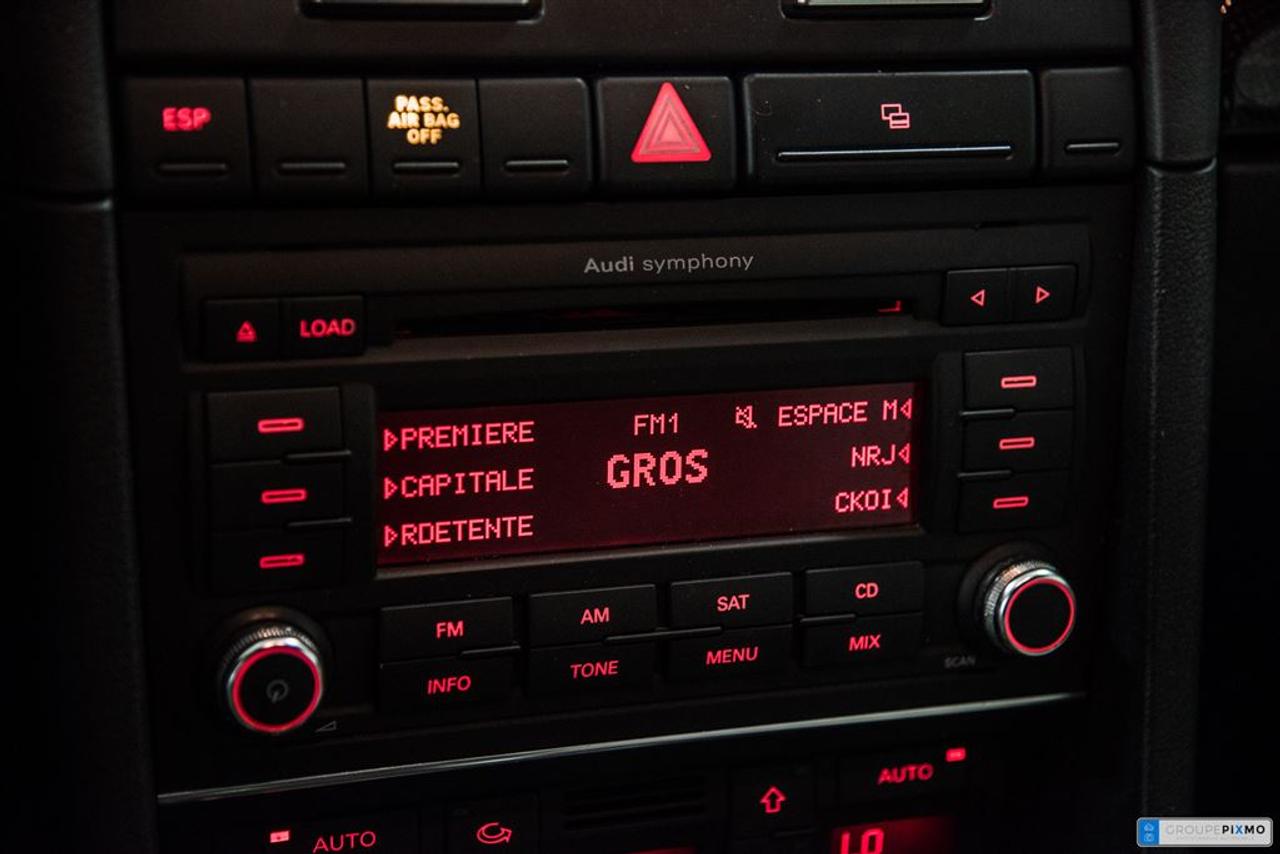 ESP
PASS.
AIR BAG
OFF
Audi symphony
LOAD
PREMIERE
FM1
ESPACE M
CAPITALE
GROS
NRJ
RDETENTE
CKOI
FM
AM
SAT
CD
INFO
TONE
MENU
MIX
SCAN
AUTO
AUTO
LO
GROUPEPIXMO